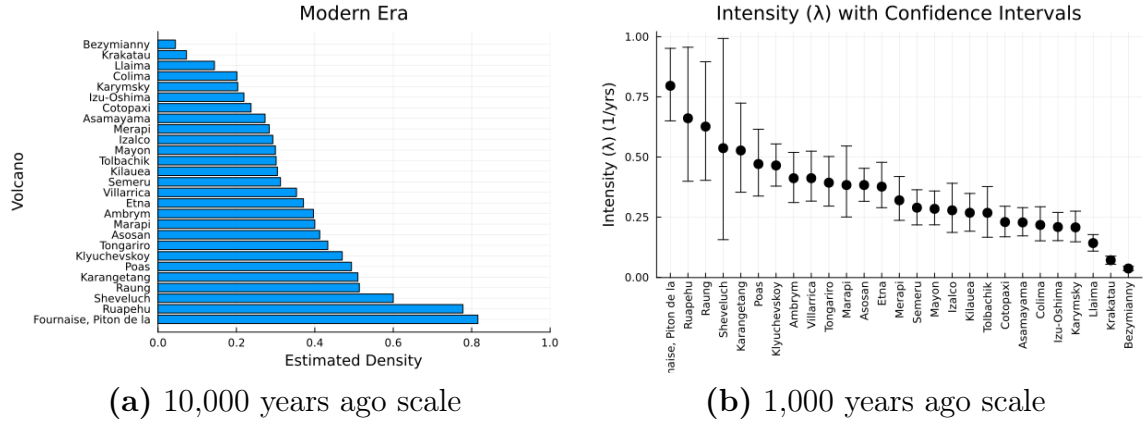 Modern Era
Volcano
Bezymianny
Krakatau
Llaima
Colima
Karymsky
Izu-Oshima
Cotopaxi
Asamayama
Merapi
Izalco
Mayon
Tolbachik
Kilauea
Semeru
Villarrica
Etna
Ambrym
Marapi
Asosan
Tongariro
Klyuchevskoy
Poas
Karangetang
Raung
Sheveluch
Ruapehu
Fournaise, Piton de la
0.0 0.2 0.4 0.6 0.8 1.0
Estimated Density
(a) 10,000 years ago scale
Intensity (λ) with Confidence Intervals
Intensity (λ) (1/yrs)
1.00
0.75
0.50
0.25
0.00
naise, Piton de la
Ruapehu
Raung
Sheveluch
Karangetang
Poas
Klyuchevskoy
Ambrym
Villarrica
Tongariro
Marapi
Asosan
Etna
Merapi
Semeru
Mayon
Izalco
Kilauea
Tolbachik
Cotopaxi
Asamayama
Colima
Izu-Oshima
Karymsky
Llaima
Krakatau
Bezymianny
(b) 1,000 years ago scale